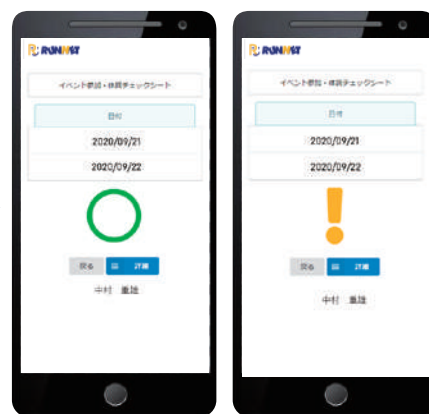 RUNNET
イベント参加・体調チェックシート
日付
2020/09/21
2020/09/22
戻る 詳細
中村 重雄
RUNNET
イベント参加・体調チェックシート
日付
2020/09/21
2020/09/22
戻る 詳細
中村 重雄